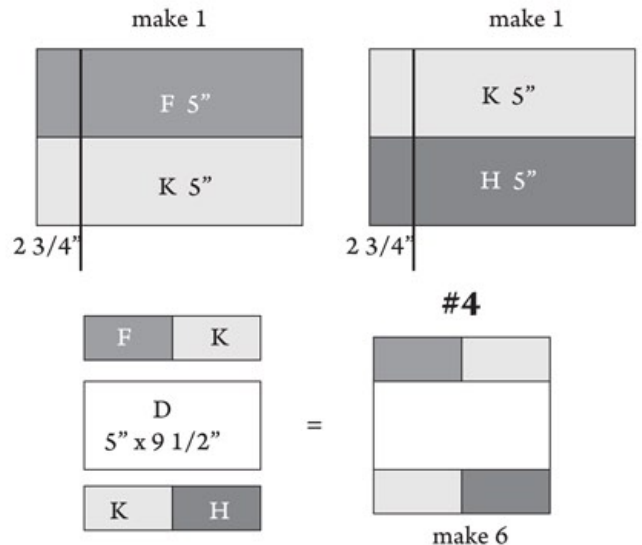 make 1
make 1
F 5”
K 5”
K 5”
H 5”
2 3/4”
2 3/4”
#4
F
K
D
5” x 9 1/2”
=
K
H
make 6